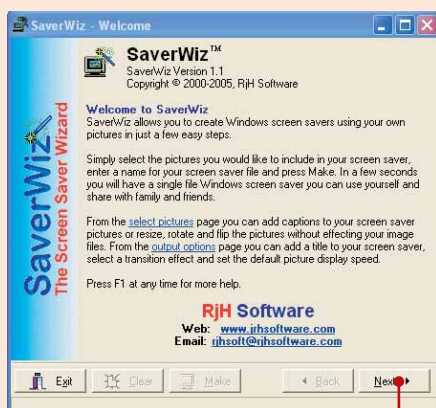 SaverWiz - Welcome
SaverWiz™
SaverWiz Version 1.1
Copyright © 2000-2005, RjH Software
Welcome to SaverWiz
SaverWiz allows you to create Windows screen savers using your own
pictures in just a few easy steps.
Simply select the pictures you would like to include in your screen saver,
enter a name for your screen saver file and press Make. In a few seconds
you will have a single file Windows screen saver you can use yourself and
share with family and friends.
From the select pictures page you can add captions to your screen saver
pictures or resize, rotate and flip the pictures without effecting your image
files. From the output options page you can add a title to your screen saver,
select a transition effect and set the default picture display speed.
Press F1 at any time for more help.
RjH Software
Web: www.jrhsoftware.com
Email: rjhsoft@rjhsoftware.com
SaverWiz
The Screen Saver Wizard
Exit
Clear
Make
Back
Next